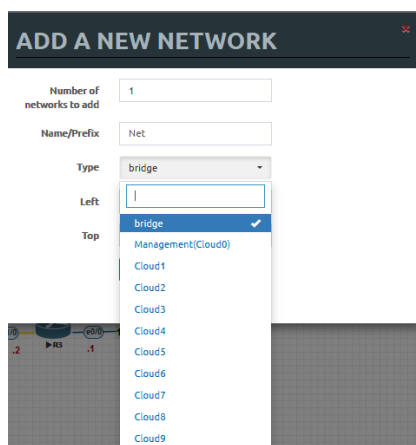 ADD A NEW NETWORK
Number of networks to add
1
Name/Prefix
Net
Type
bridge
Left
Top
bridge
Management(Cloud0)
Cloud1
Cloud2
Cloud3
Cloud4
Cloud5
Cloud6
Cloud7
Cloud8
Cloud9
e0/0
.2
R3
.1